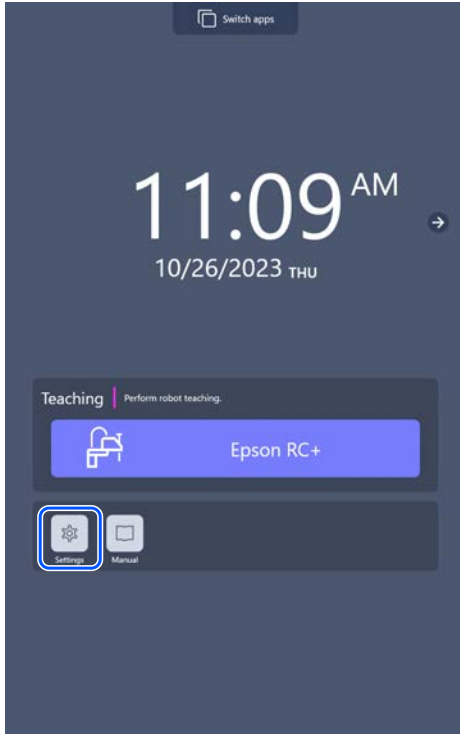 Switch apps
11:09 AM
10/26/2023 THU
Teaching Perform robot teaching.
Epson RC+
Settings Manual